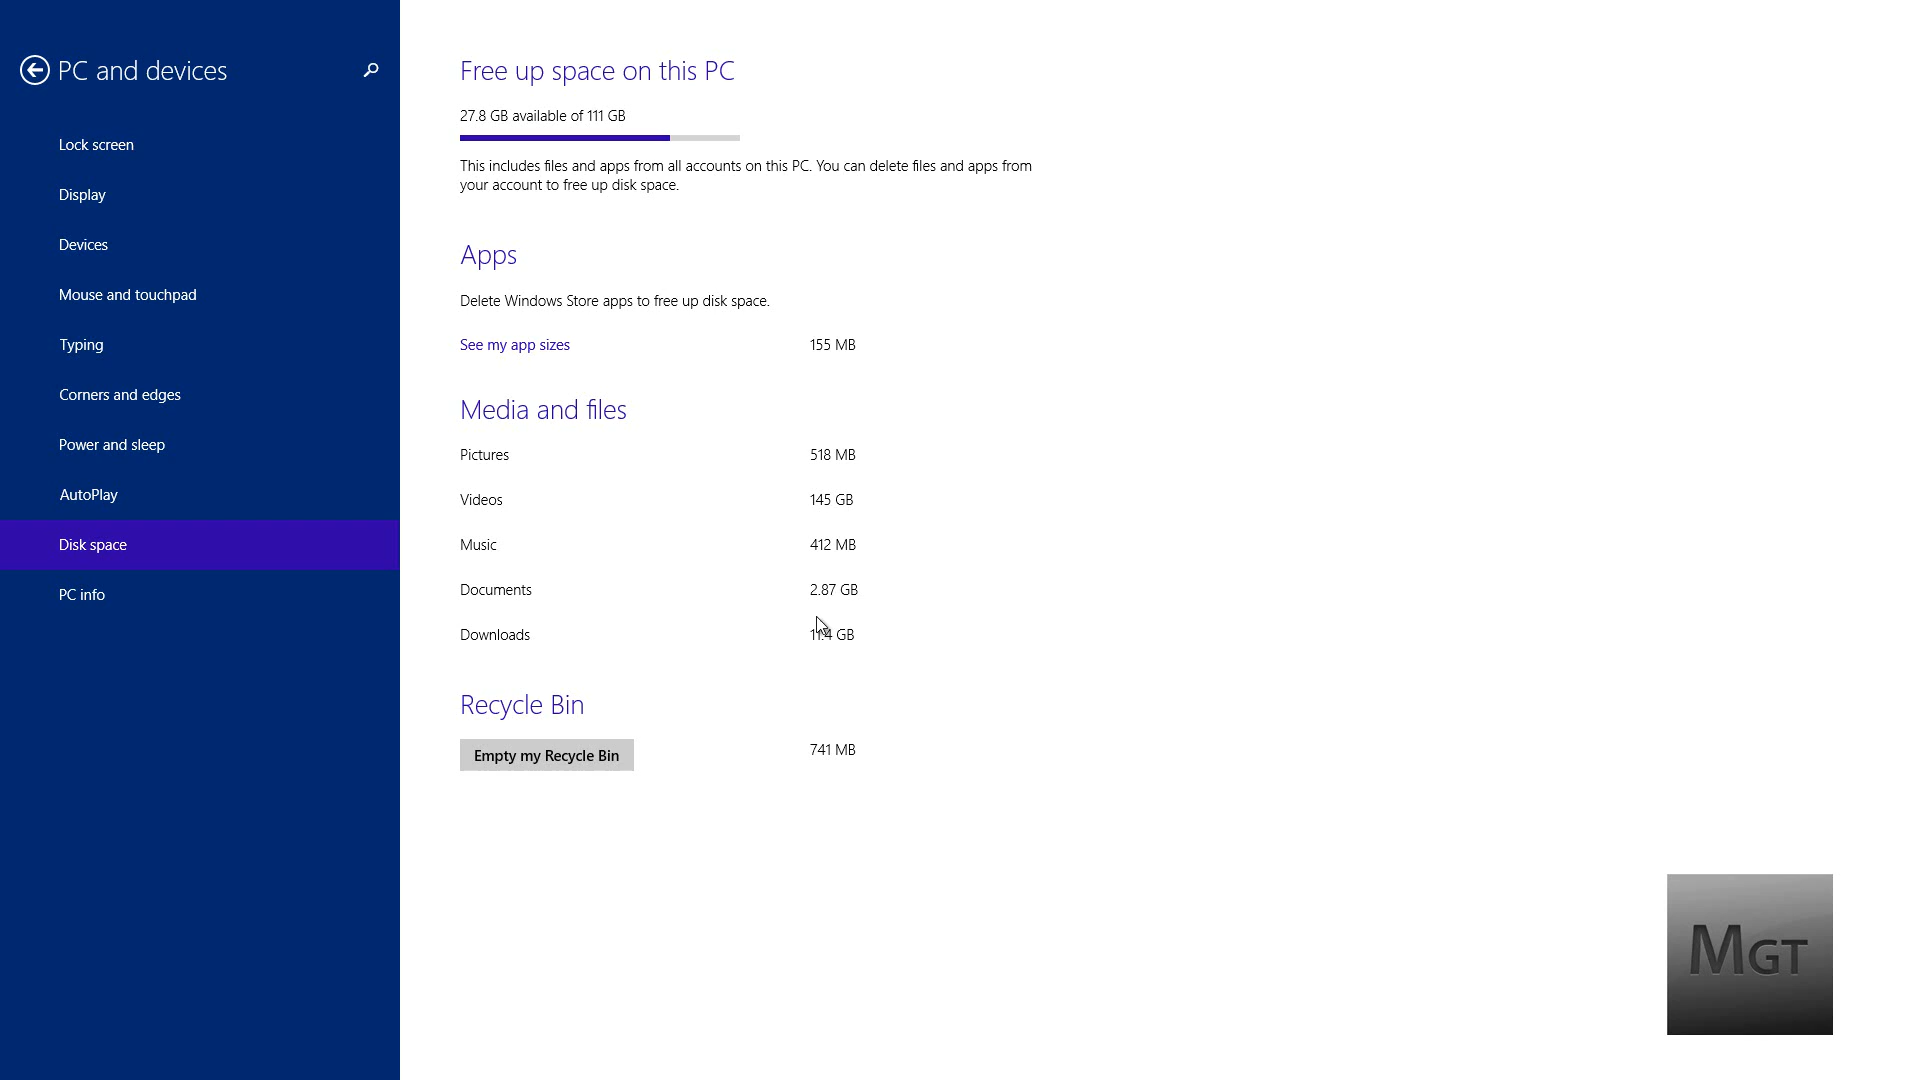 PC and devices
Lock screen
Display
Devices
Mouse and touchpad
Typing
Corners and edges
Power and sleep
AutoPlay
Disk space
PC info
Free up space on this PC
27.8 GB available of 111 GB
This includes files and apps from all accounts on this PC. You can delete files and apps from
your account to free up disk space.
Apps
Delete Windows Store apps to free up disk space.
See my app sizes 155 MB
Media and files
Pictures 518 MB
Videos 145 GB
Music 412 MB
Documents 2.87 GB
Downloads 11.4 GB
Recycle Bin
Empty my Recycle Bin 741 MB
MGT